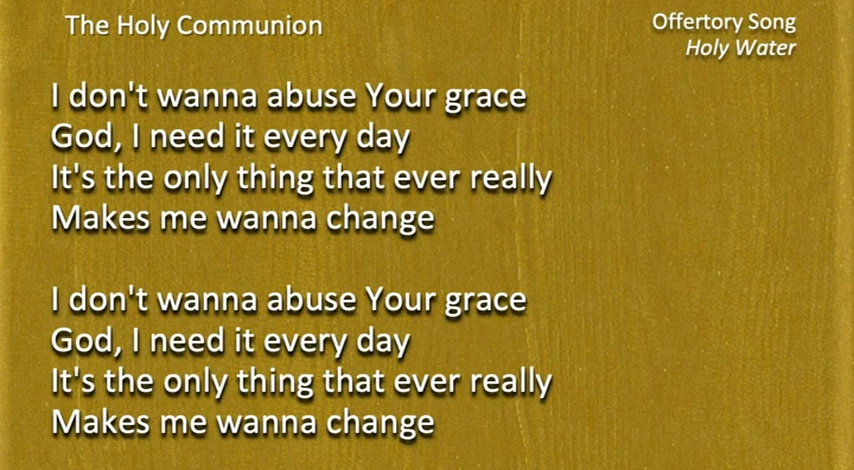 The Holy Communion
Offertory Song
Holy Water
I don't wanna abuse Your grace
God, I need it every day
It's the only thing that ever really
Makes me wanna change
I don't wanna abuse Your grace
God, I need it every day
It's the only thing that ever really
Makes me wanna change